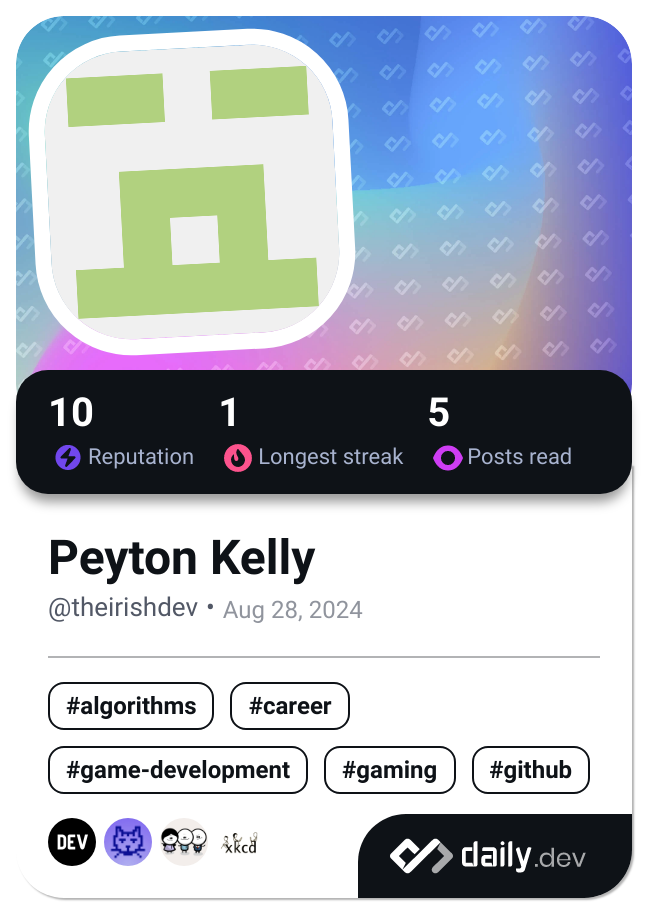 10 1 5
Reputation Longest streak Posts read
Peyton Kelly
@theirishdev • Aug 28, 2024
#algorithms #career
#game-development #gaming #github
DEV xkcd
daily.dev